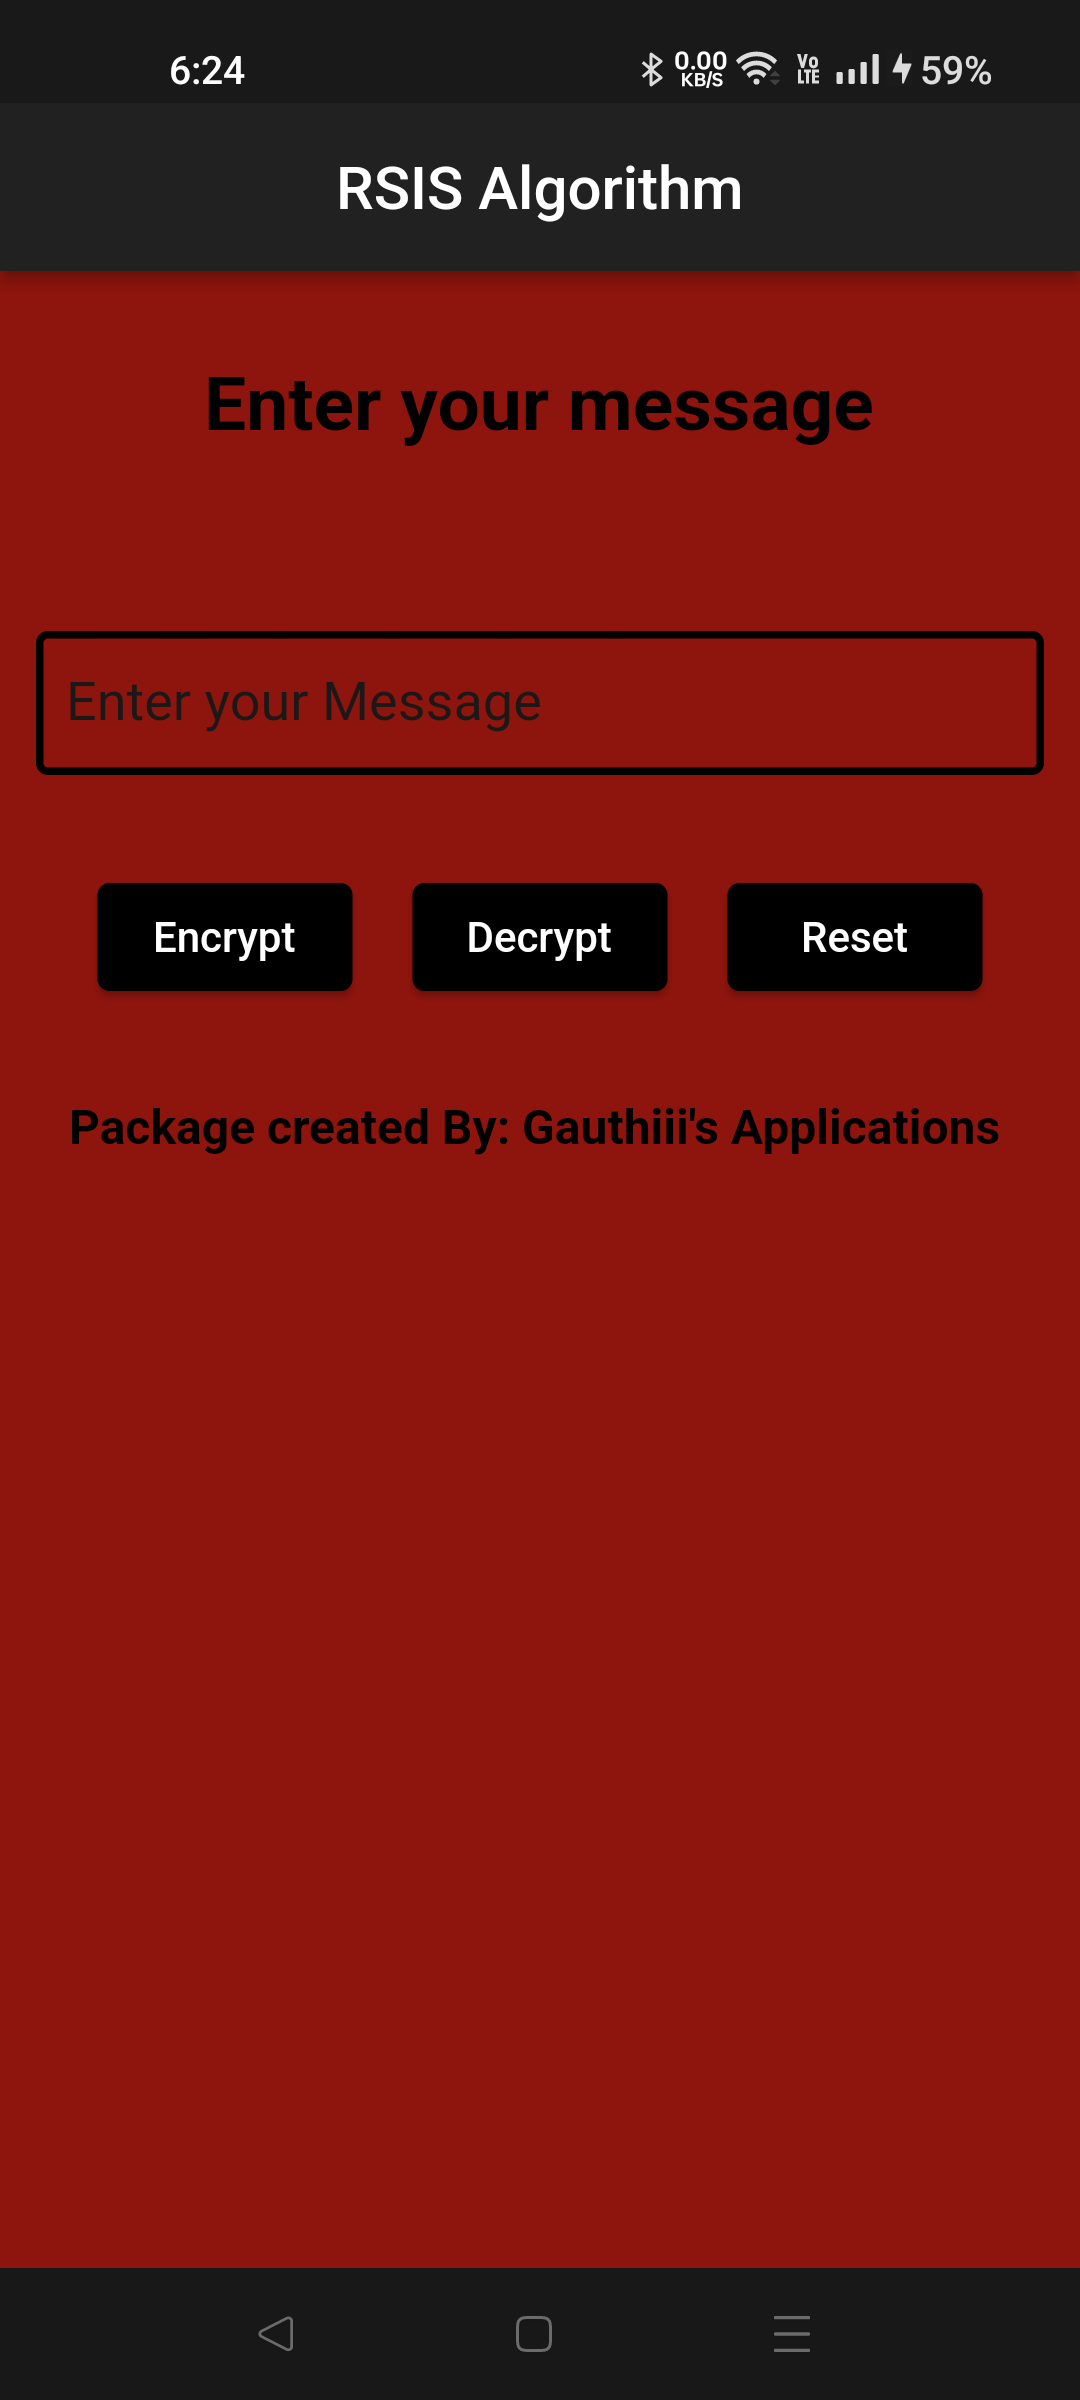 6:24 0.00 KB/S Vo LTE 59%
RSIS Algorithm
Enter your message
Enter your Message
Encrypt Decrypt Reset
Package created By: Gauthiii's Applications